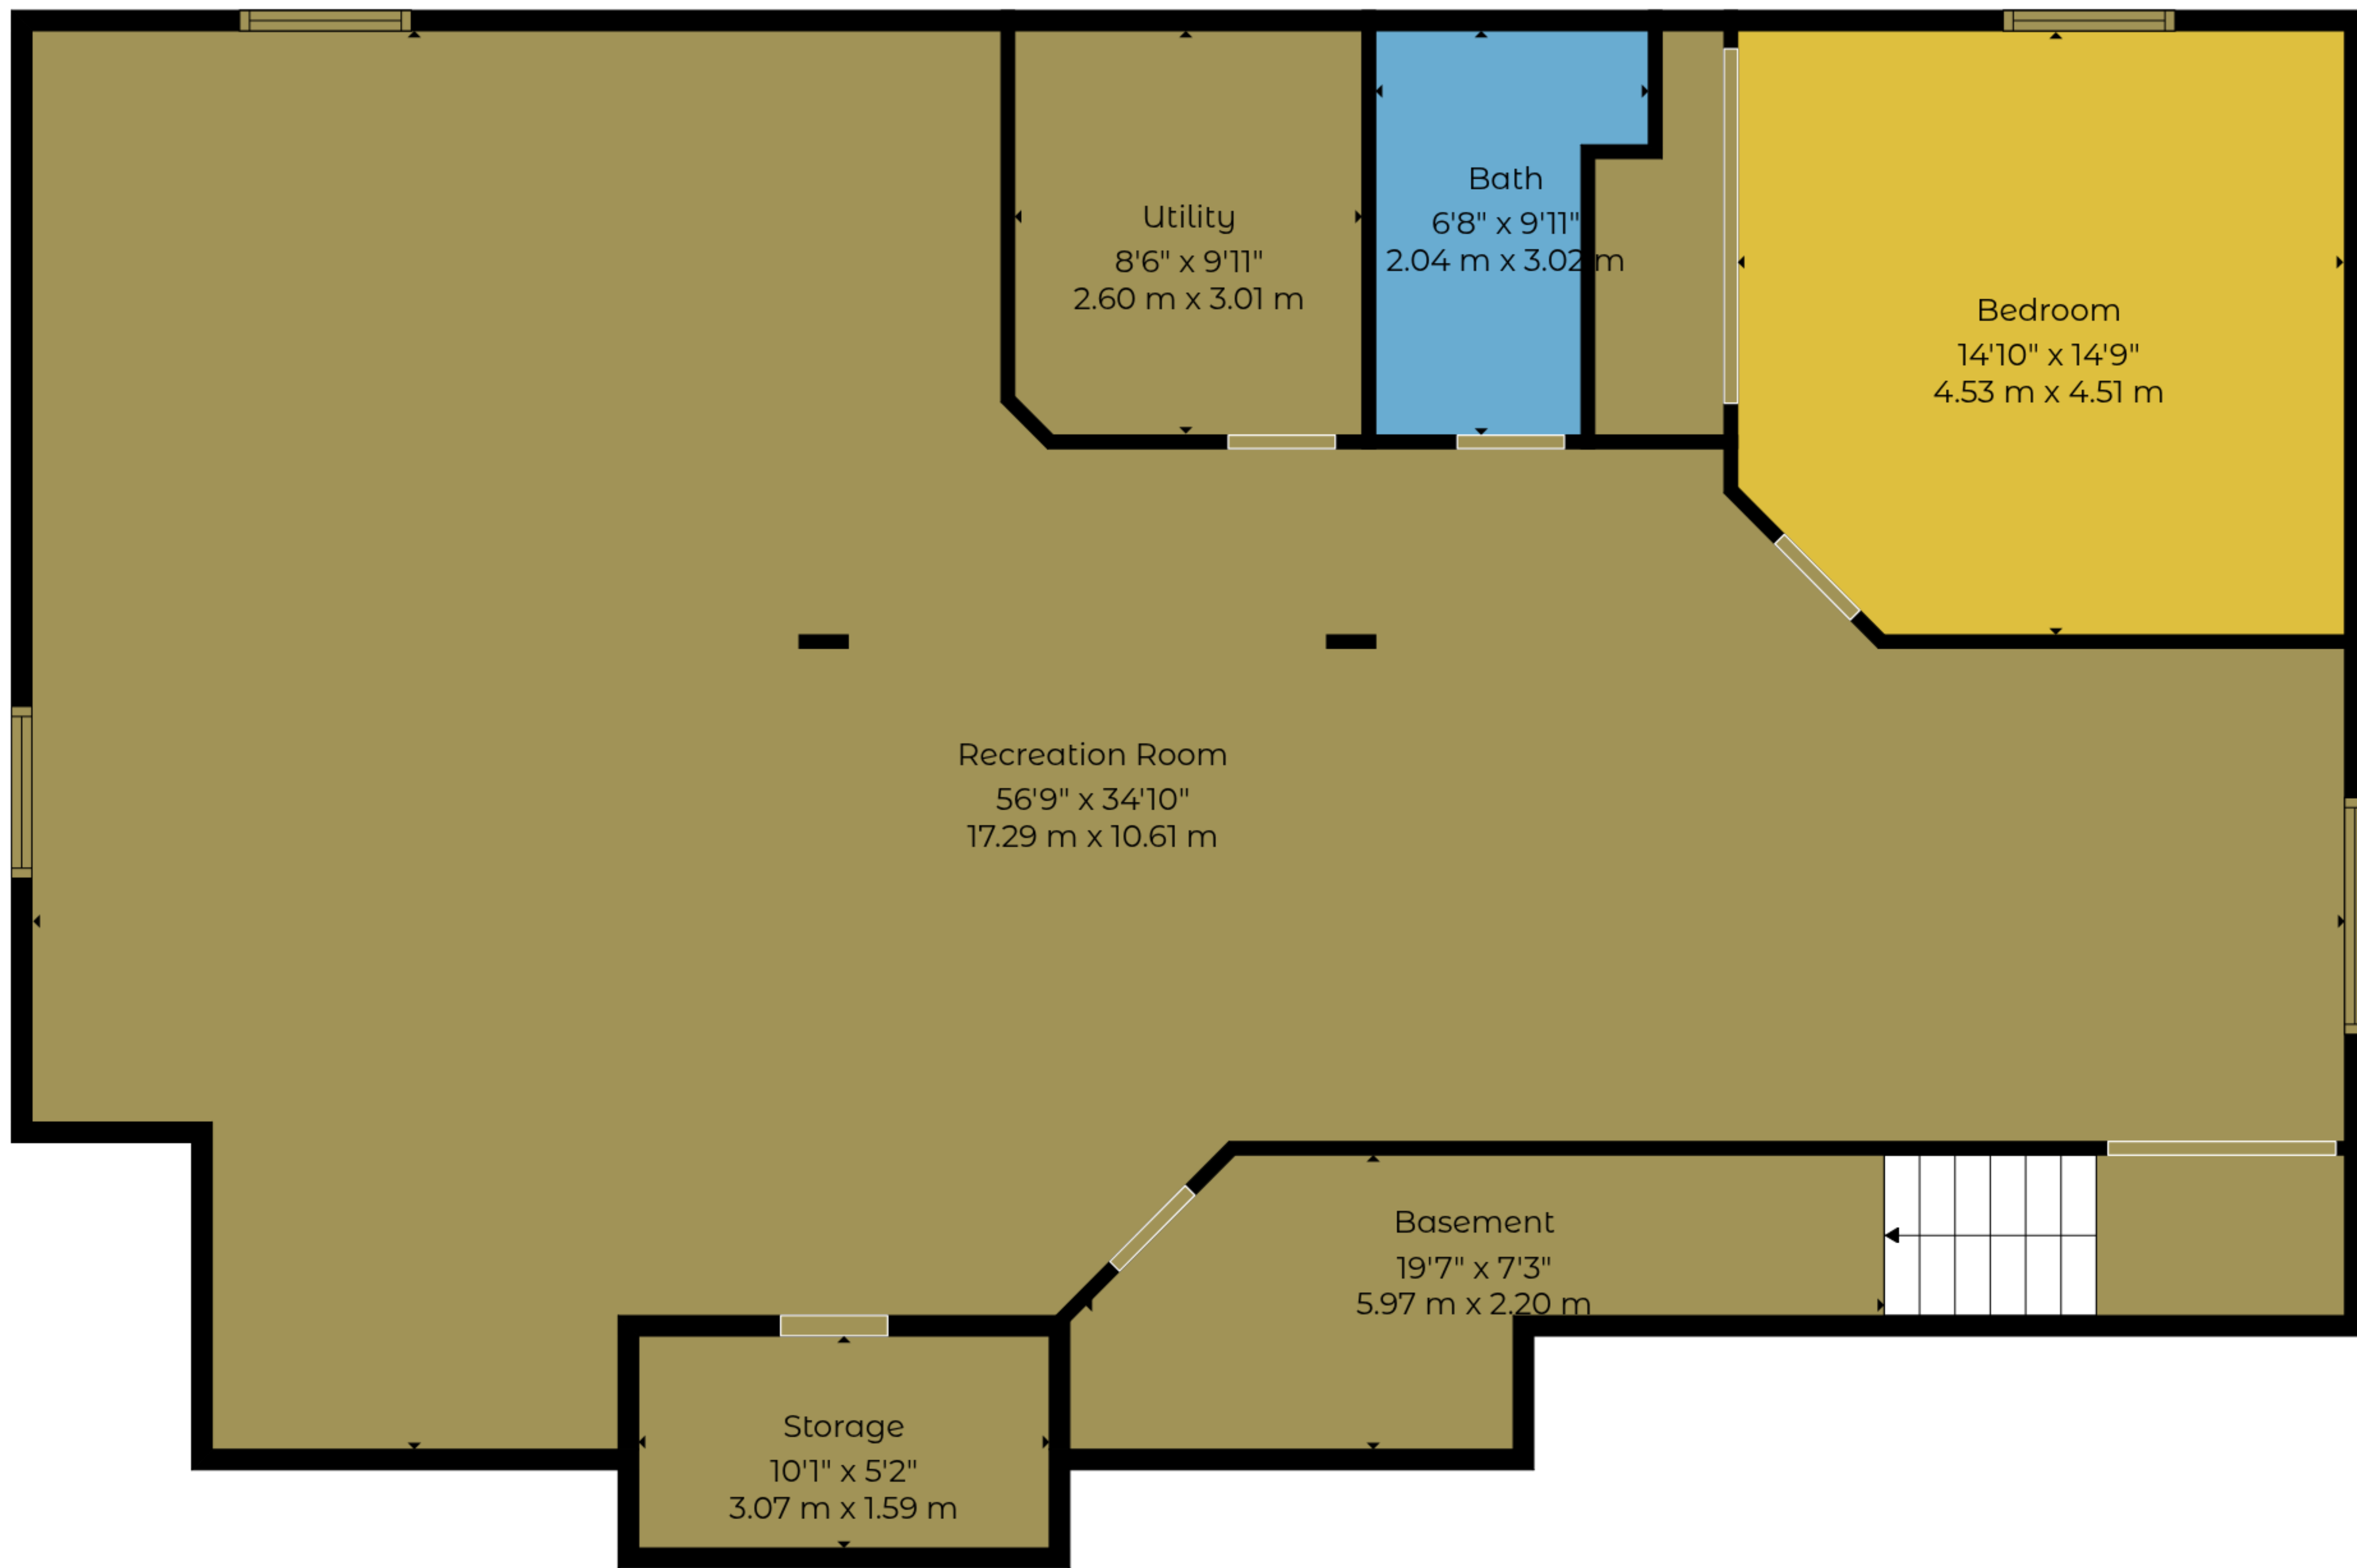 Utility
8'6" x 9'11"
2.60 m x 3.01 m
Bath
6'8" x 9'11"
2.04 m x 3.02 m
Bedroom
14'10" x 14'9"
4.53 m x 4.51 m
Recreation Room
56'9" x 34'10"
17.29 m x 10.61 m
Basement
19'7" x 7'3"
5.97 m x 2.20 m
Storage
10'1" x 5'2"
3.07 m x 1.59 m